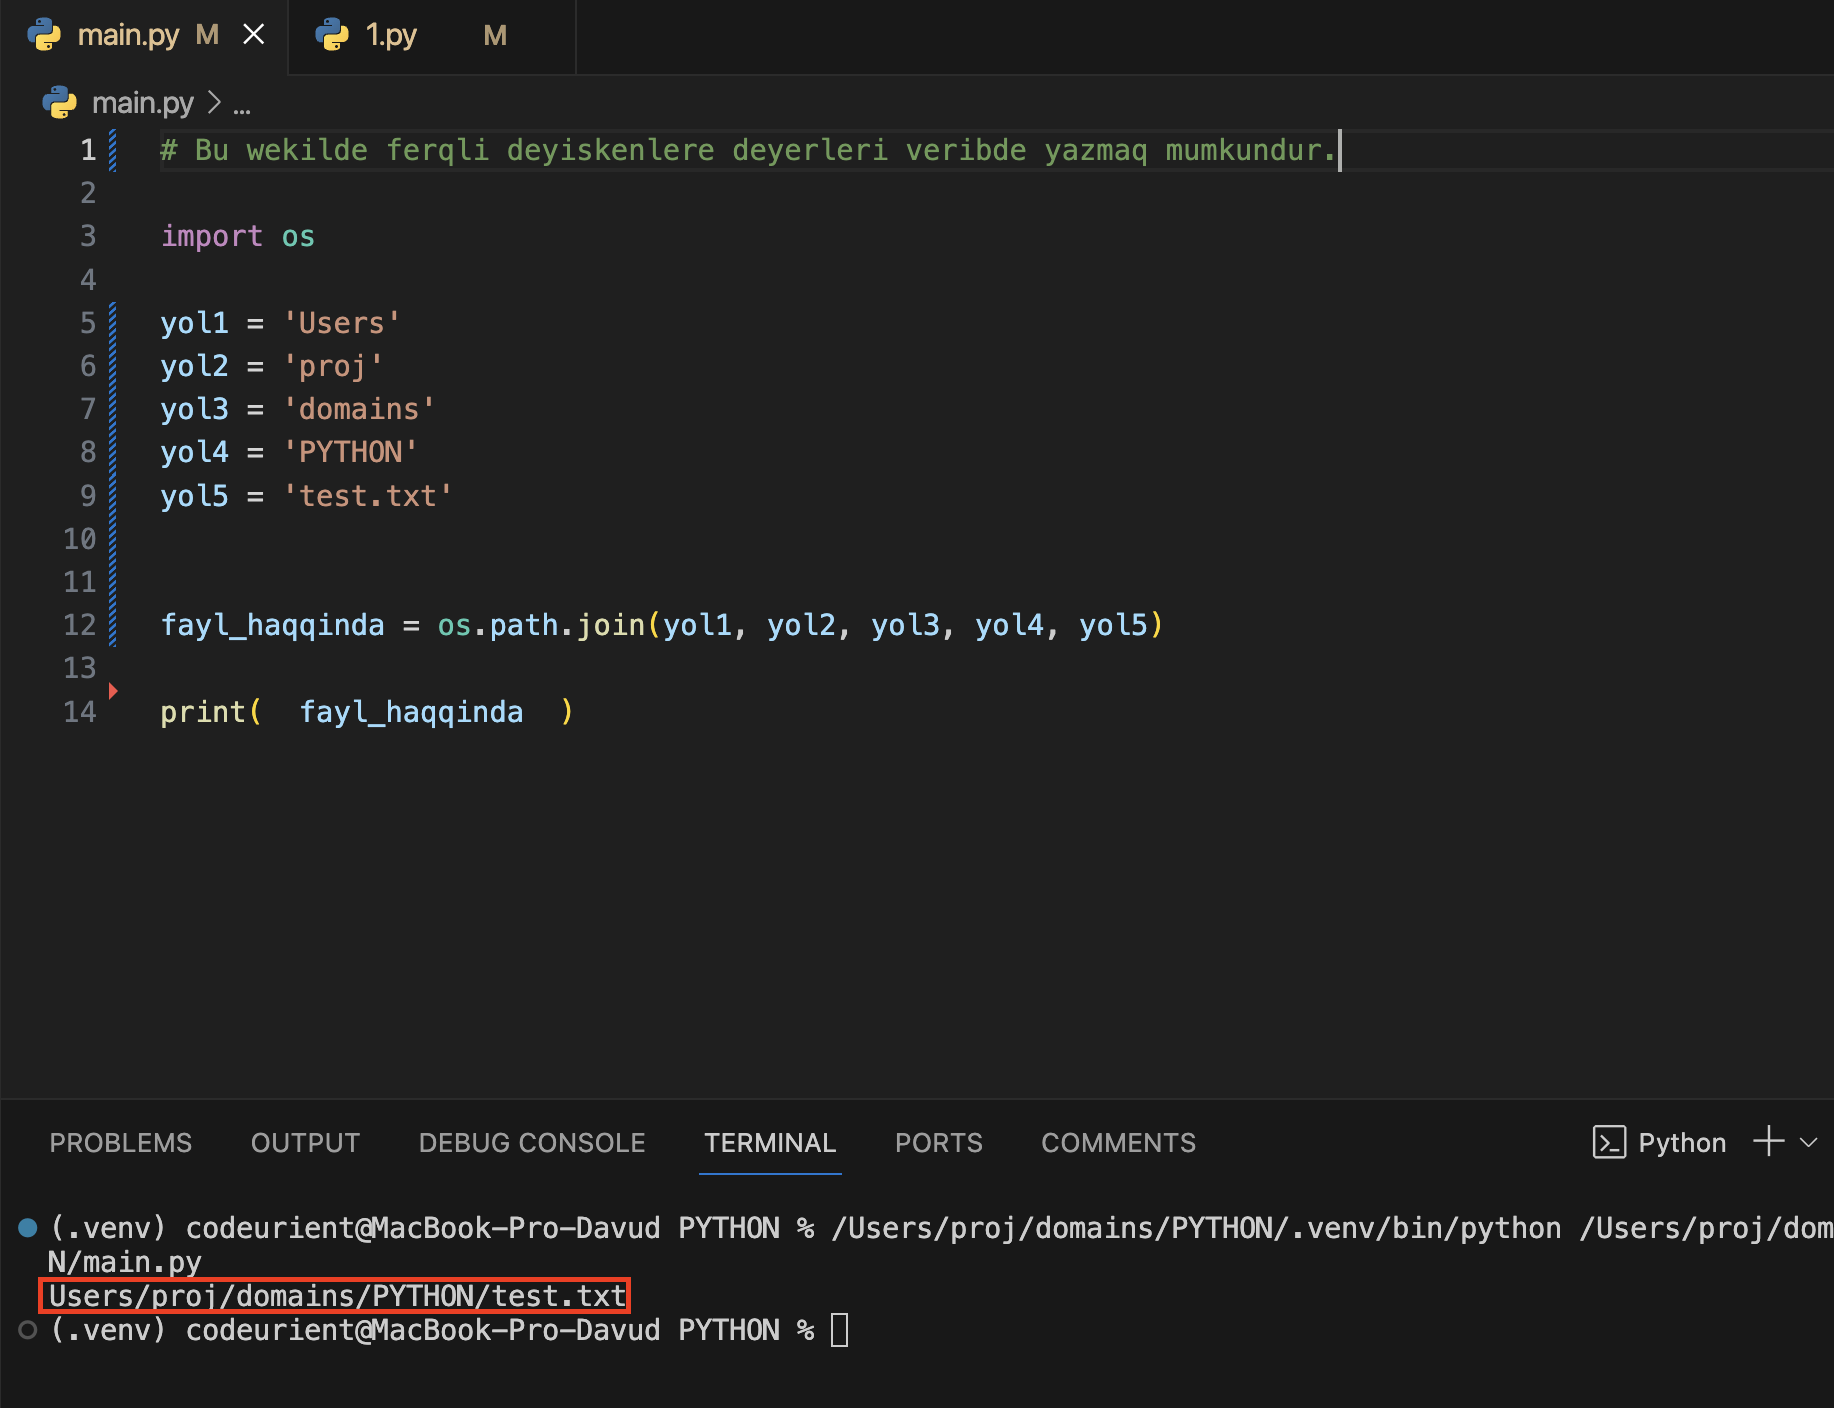 main.py M
1.py M
main.py > ...
1 # Bu wekilde ferqli deyiskenlere deyerleri veribde yazmaq mumkundur.
2
3 import os
4
5 yol1 = 'Users'
6 yol2 = 'proj'
7 yol3 = 'domains'
8 yol4 = 'PYTHON'
9 yol5 = 'test.txt'
10
11
12 fayl_haqqinda = os.path.join(yol1, yol2, yol3, yol4, yol5)
13
14 print(  fayl_haqqinda  )
PROBLEMS OUTPUT DEBUG CONSOLE TERMINAL PORTS COMMENTS Python
(.venv) codeurient@MacBook-Pro-Davud PYTHON % /Users/proj/domains/PYTHON/.venv/bin/python /Users/proj/dom
N/main.py
Users/proj/domains/PYTHON/test.txt
(.venv) codeurient@MacBook-Pro-Davud PYTHON %